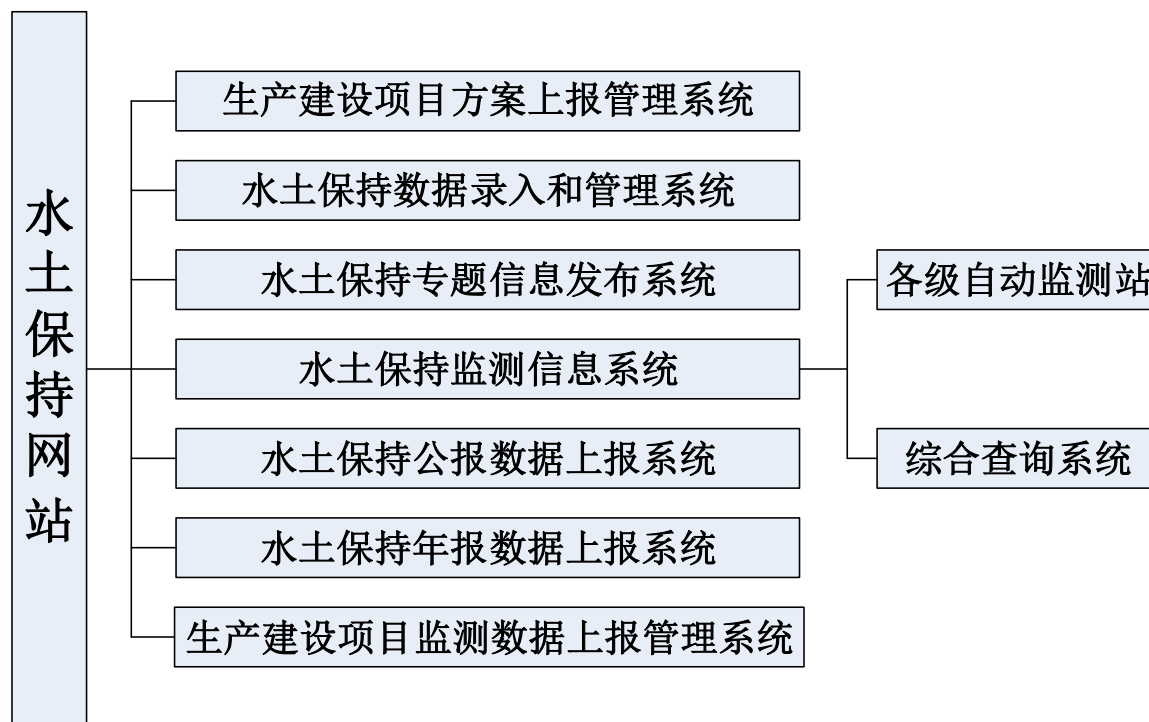 水土保持网站
生产建设项目方案上报管理系统
水土保持数据录入和管理系统
水土保持专题信息发布系统
水土保持监测信息系统
水土保持公报数据上报系统
水土保持年报数据上报系统
生产建设项目监测数据上报管理系统
各级自动监测站
综合查询系统